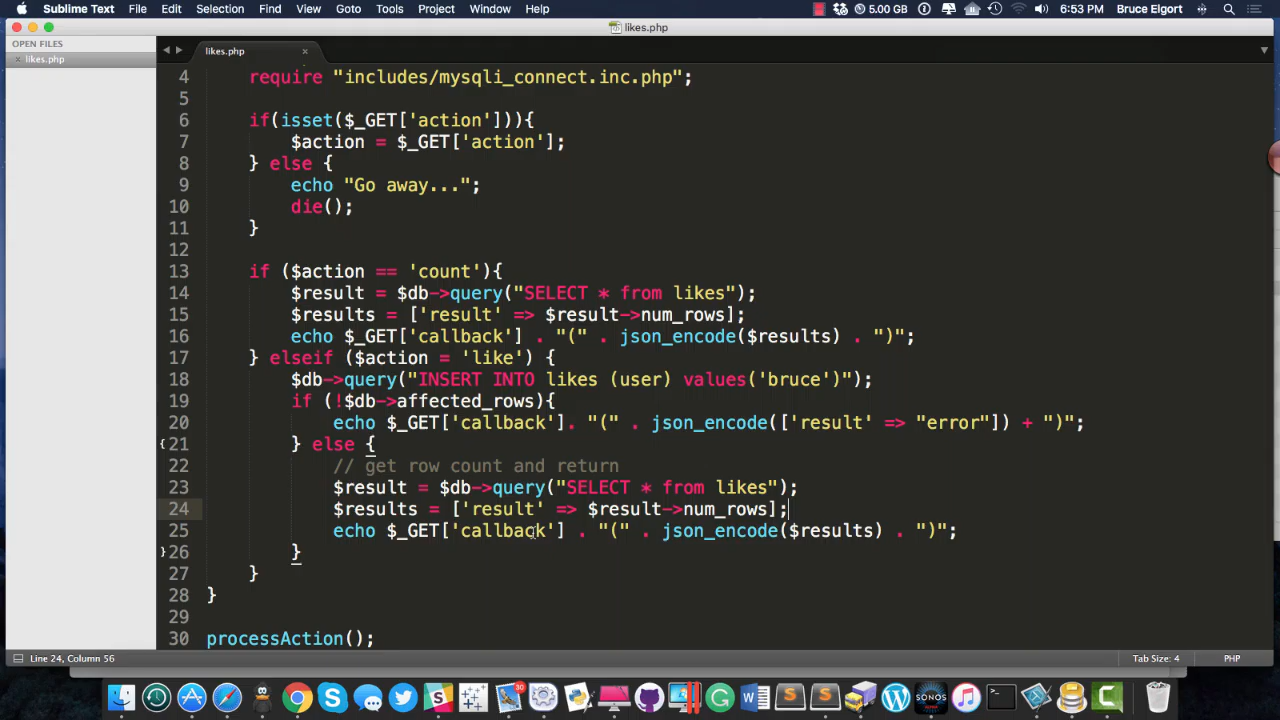 Sublime Text File Edit Selection Find View Goto Tools Project Window Help 5.00 GB 6:53 PM Bruce Elgort
likes.php
OPEN FILES
likes.php
likes.php
4 require "includes/mysqli_connect.inc.php";
5
6 if(isset($_GET['action'])){
7 $action = $_GET['action'];
8 } else {
9 echo "Go away...";
10 die();
11 }
12
13 if ($action == 'count'){
14 $result = $db->query("SELECT * from likes");
15 $results = ['result' => $result->num_rows];
16 echo $_GET['callback'] . "(" . json_encode($results) . ")";
17 } elseif ($action = 'like') {
18 $db->query("INSERT INTO likes (user) values('bruce')");
19 if (!$db->affected_rows){
20 echo $_GET['callback']. "(" . json_encode(['result' => "error"]) + ")";
21 } else {
22 // get row count and return
23 $result = $db->query("SELECT * from likes");
24 $results = ['result' => $result->num_rows];
25 echo $_GET['callback'] . "(" . json_encode($results) . ")";
26 }
27 }
28 }
29
30 processAction();
Line 24, Column 56 Tab Size: 4 PHP